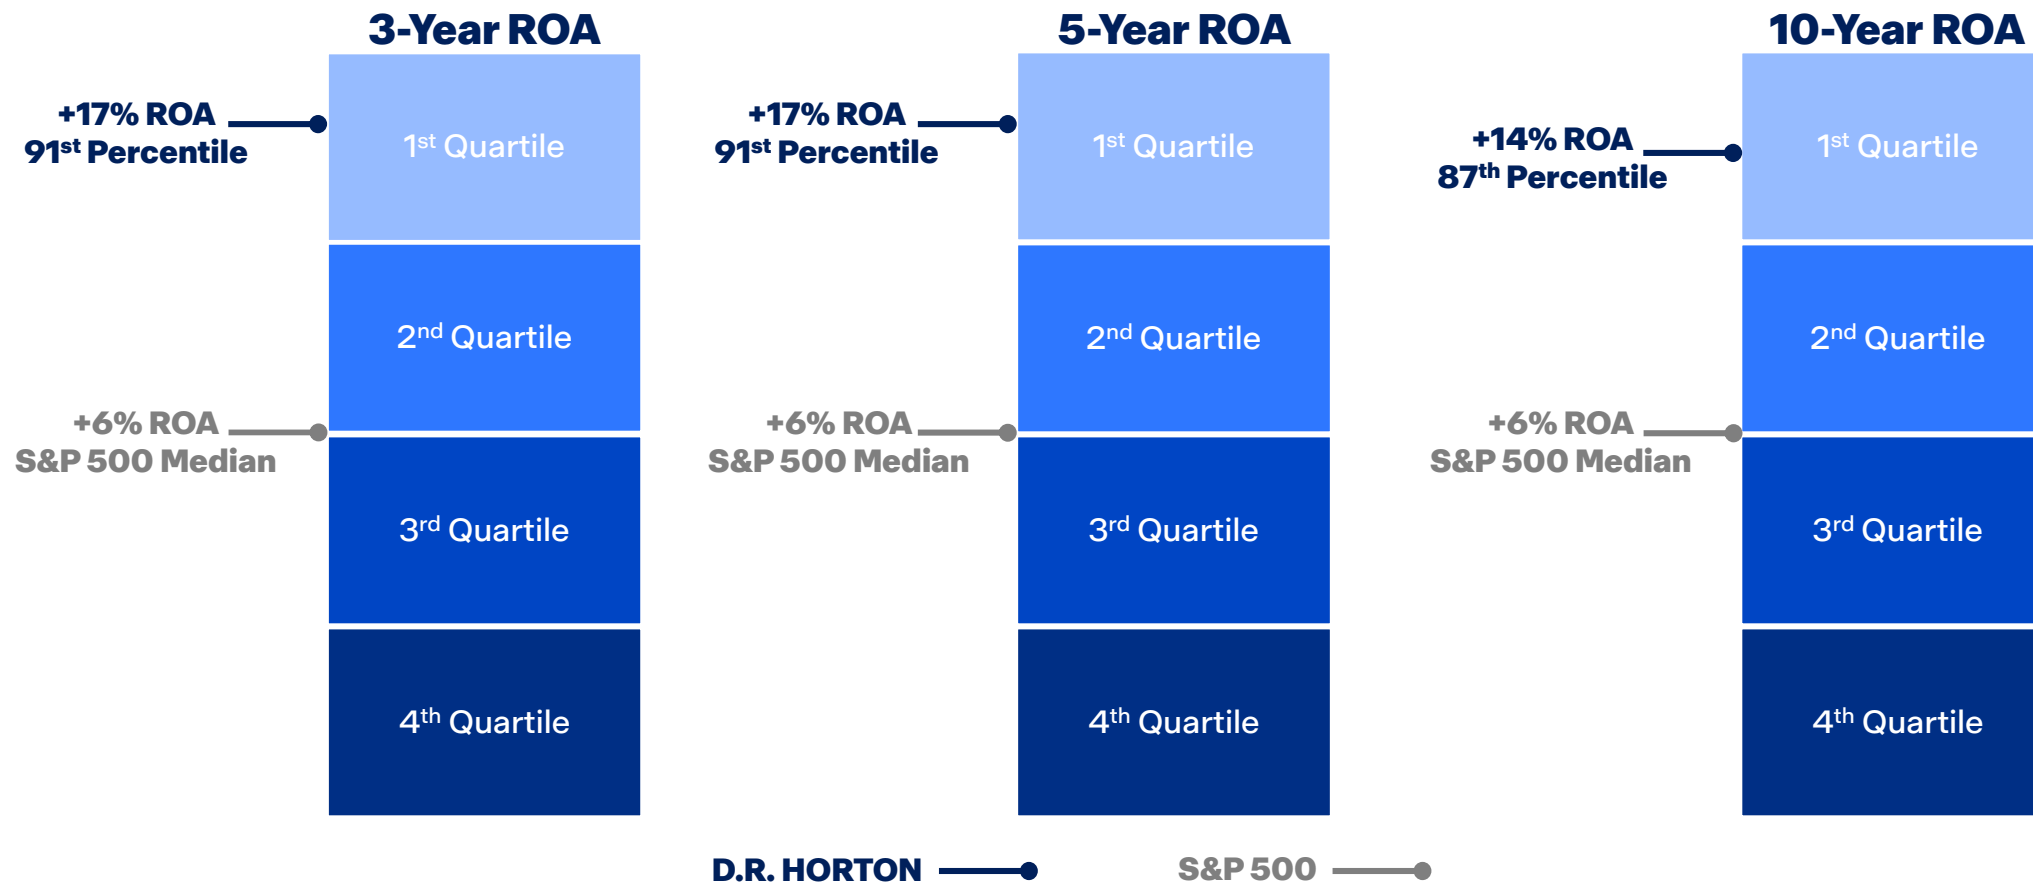 3-Year ROA
+17% ROA
91st Percentile
1st Quartile
2nd Quartile
+6% ROA
S&P 500 Median
3rd Quartile
4th Quartile
5-Year ROA
+17% ROA
91st Percentile
1st Quartile
2nd Quartile
+6% ROA
S&P 500 Median
3rd Quartile
4th Quartile
10-Year ROA
+14% ROA
87th Percentile
1st Quartile
2nd Quartile
+6% ROA
S&P 500 Median
3rd Quartile
4th Quartile
D.R. HORTON
S&P 500